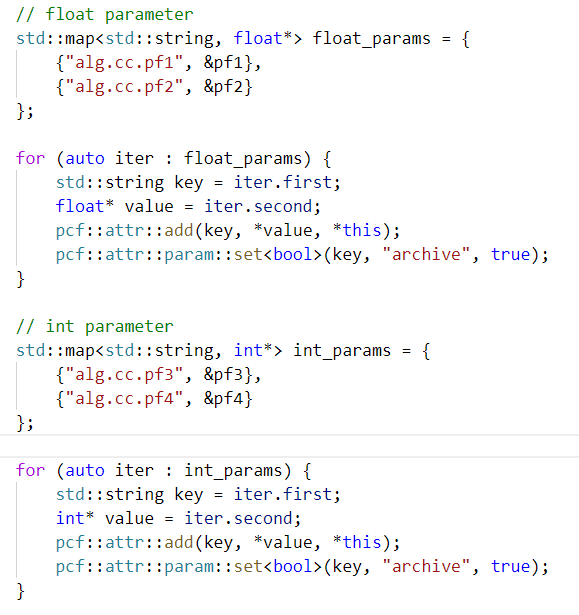 // float parameter
std::map<std::string, float*> float_params = {
    {"alg.cc.pf1", &pf1},
    {"alg.cc.pf2", &pf2}
};

for (auto iter : float_params) {
    std::string key = iter.first;
    float* value = iter.second;
    pcf::attr::add(key, *value, *this);
    pcf::attr::param::set<bool>(key, "archive", true);
}

// int parameter
std::map<std::string, int*> int_params = {
    {"alg.cc.pf3", &pf3},
    {"alg.cc.pf4", &pf4}
};

for (auto iter : int_params) {
    std::string key = iter.first;
    int* value = iter.second;
    pcf::attr::add(key, *value, *this);
    pcf::attr::param::set<bool>(key, "archive", true);
}